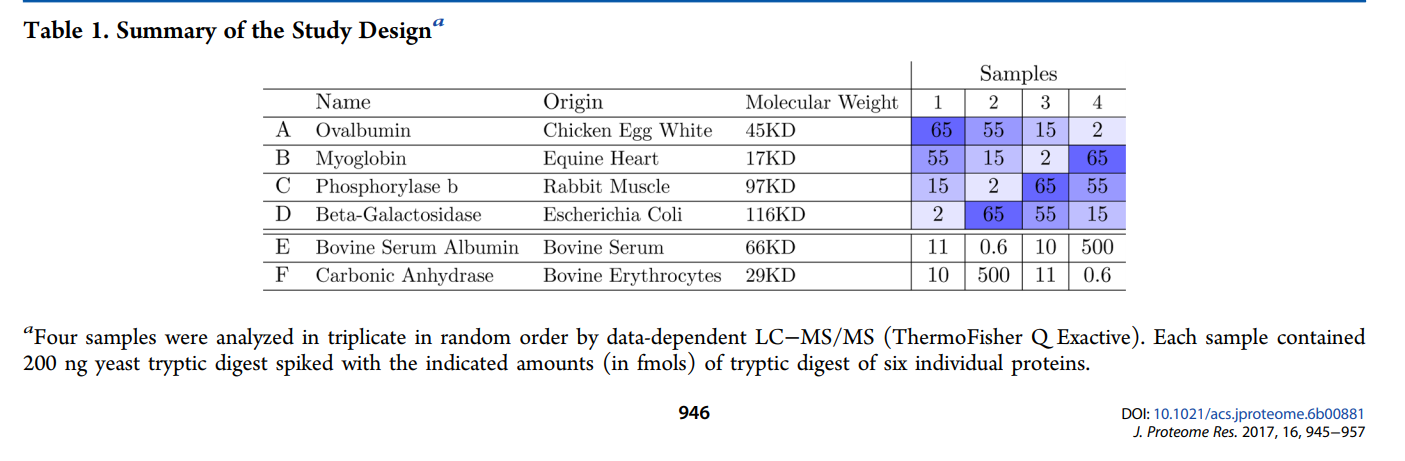 Table 1. Summary of the Study Design^a
Samples
Name Origin Molecular Weight 1 2 3 4
A Ovalbumin Chicken Egg White 45KD 65 55 15 2
B Myoglobin Equine Heart 17KD 55 15 2 65
C Phosphorylase b Rabbit Muscle 97KD 15 2 65 55
D Beta-Galactosidase Escherichia Coli 116KD 2 65 55 15
E Bovine Serum Albumin Bovine Serum 66KD 11 0.6 10 500
F Carbonic Anhydrase Bovine Erythrocytes 29KD 10 500 11 0.6
^aFour samples were analyzed in triplicate in random order by data-dependent LC−MS/MS (ThermoFisher Q Exactive). Each sample contained
200 ng yeast tryptic digest spiked with the indicated amounts (in fmols) of tryptic digest of six individual proteins.
946
DOI: 10.1021/acs.jproteome.6b00881
J. Proteome Res. 2017, 16, 945−957